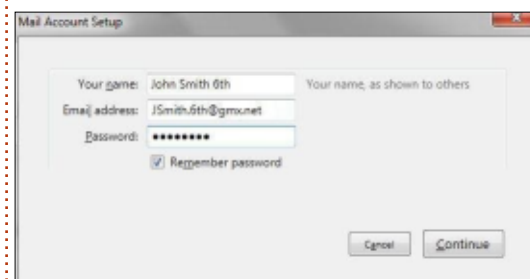 Mail Account Setup
Your name: John Smith 6th Your name, as shown to others
Email address: JSmith.6th@gmx.net
Password: ••••••••
Remember password
Cancel Continue